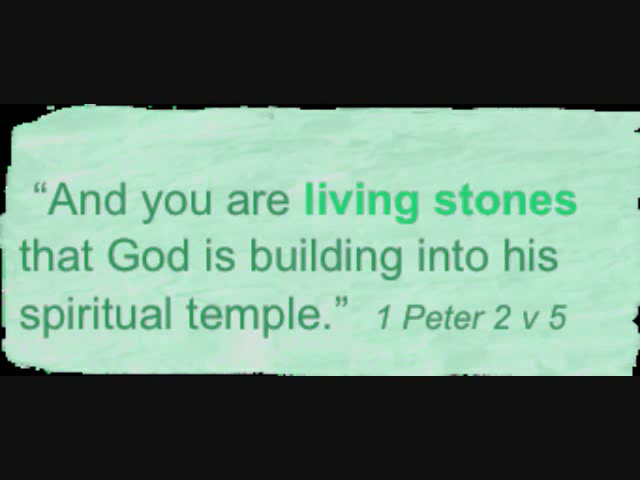 “And you are living stones
that God is building into his
spiritual temple.” 1 Peter 2 v 5